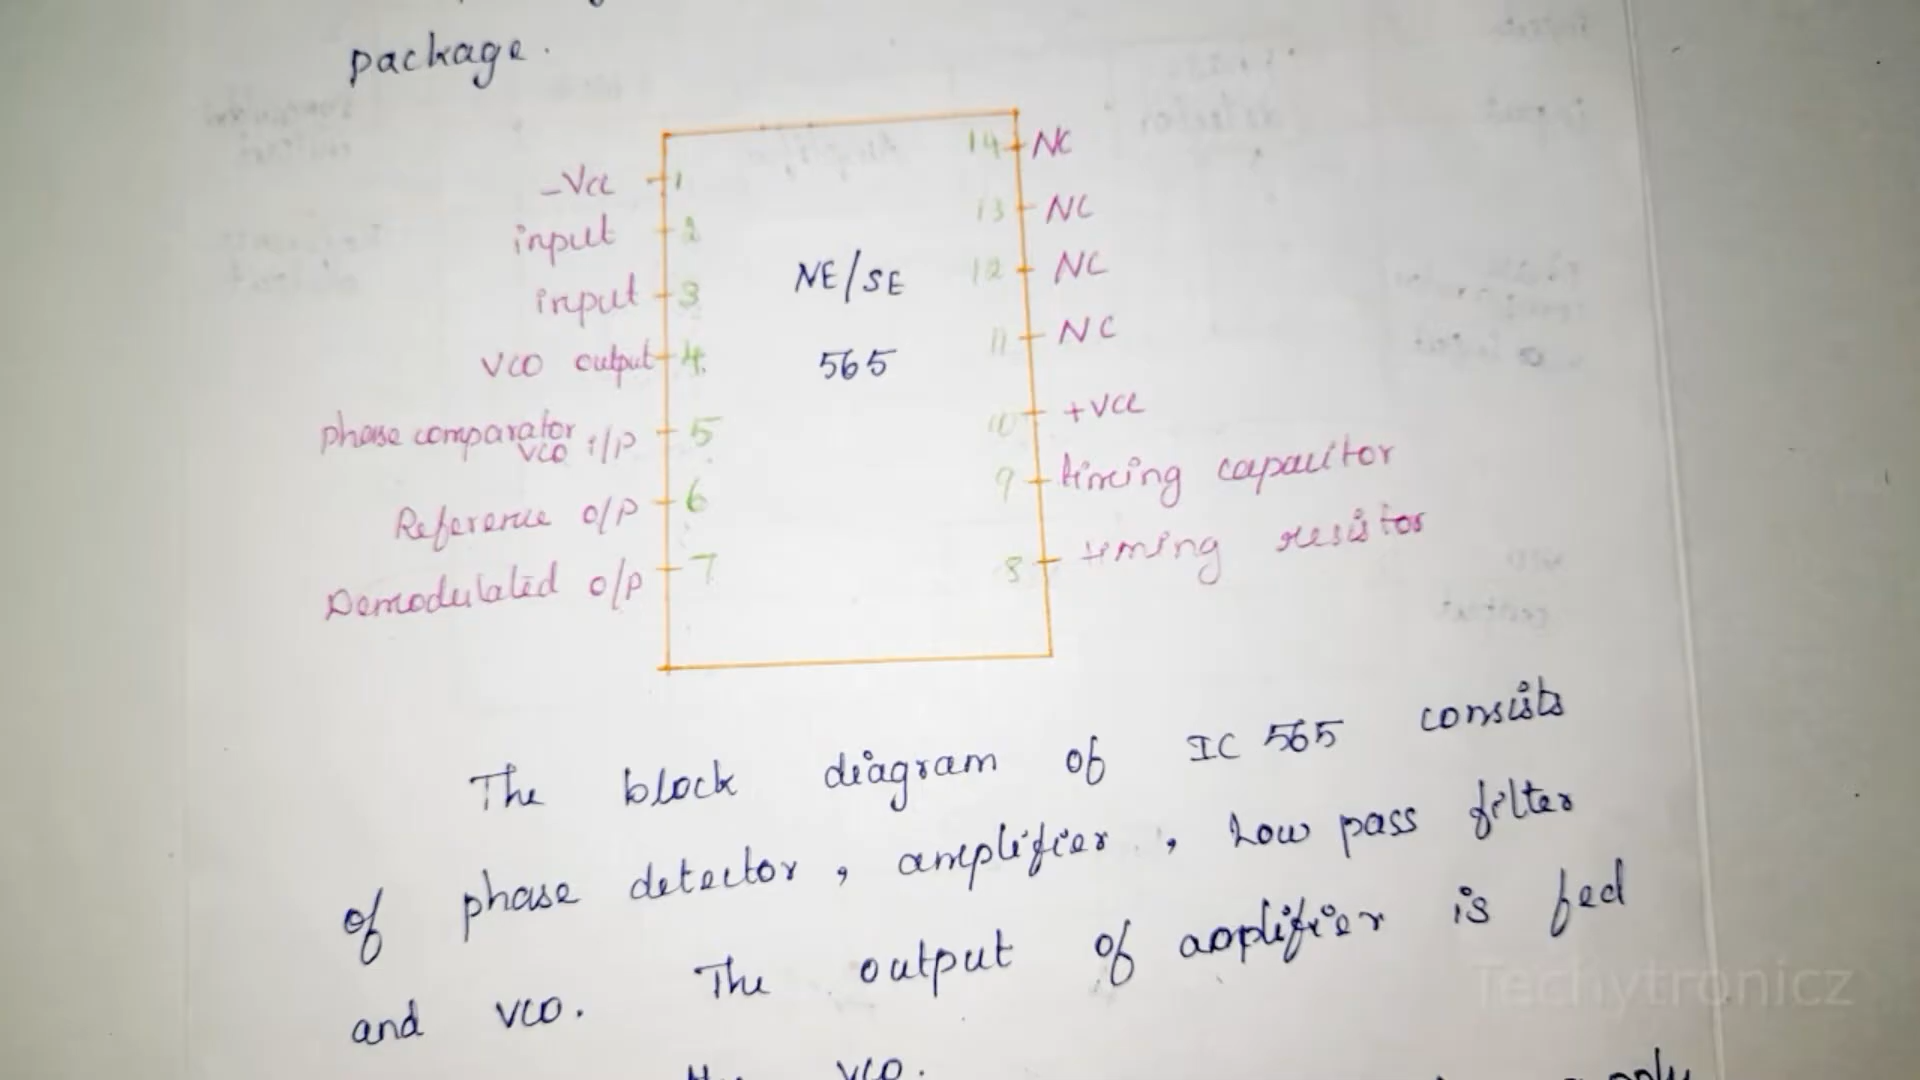 package.
-Vcc 1
input 2
input 3
VCO output 4
phase comparator
VCO i/p 5
Reference o/p 6
Demodulated o/p 7
NE/SE
565
14 NC
13 NC
12 NC
11 NC
10 +VCC
9 timing capacitor
8 timing resistor
The block diagram of IC 565 consists
of phase detector, amplifier, Low pass filter
and VCO. The output of amplifier is fed
VCO.
Techytronicz